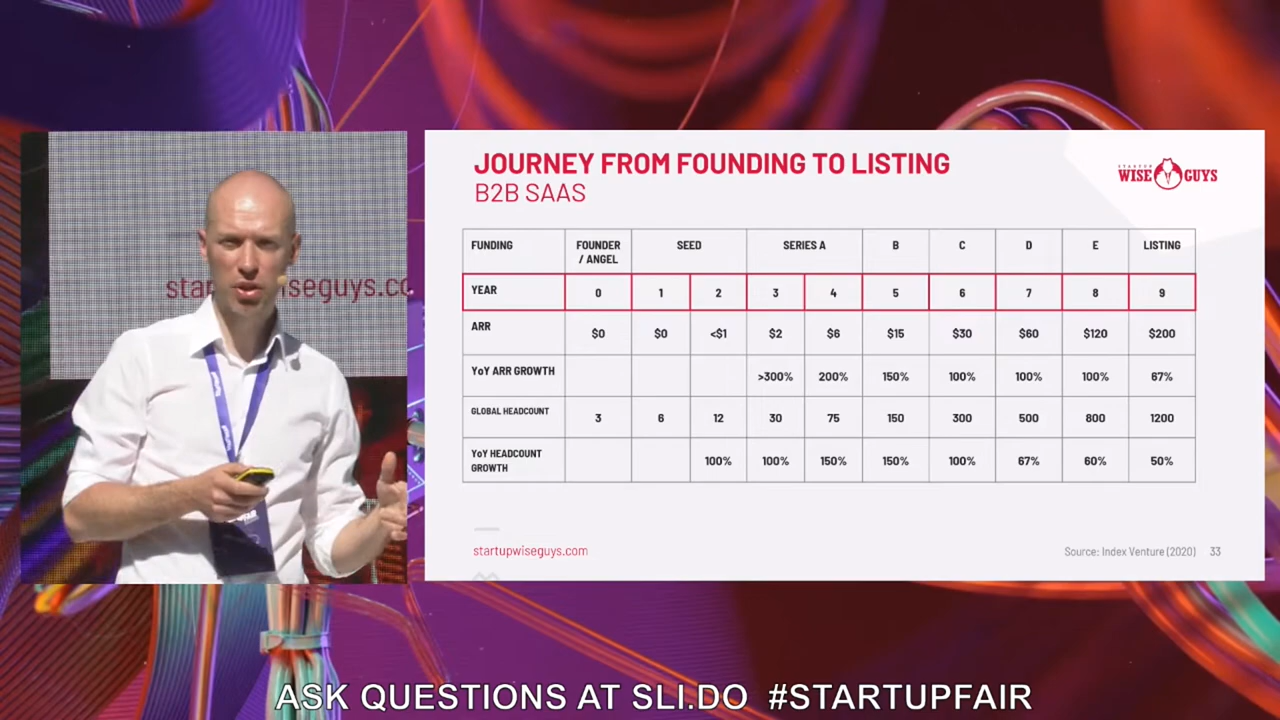 startupwiseguys.co
JOURNEY FROM FOUNDING TO LISTING
B2B SAAS
STARTUP
WISE GUYS
FUNDING FOUNDER / ANGEL SEED SERIES A B C D E LISTING
YEAR 0 1 2 3 4 5 6 7 8 9
ARR $0 $0 <$1 $2 $6 $15 $30 $60 $120 $200
YoY ARR GROWTH >300% 200% 150% 100% 100% 100% 67%
GLOBAL HEADCOUNT 3 6 12 30 75 150 300 500 800 1200
YoY HEADCOUNT GROWTH 100% 100% 150% 150% 100% 67% 60% 50%
startupwiseguys.com
Source: Index Venture (2020) 33
ASK QUESTIONS AT SLI.DO #STARTUPFAIR